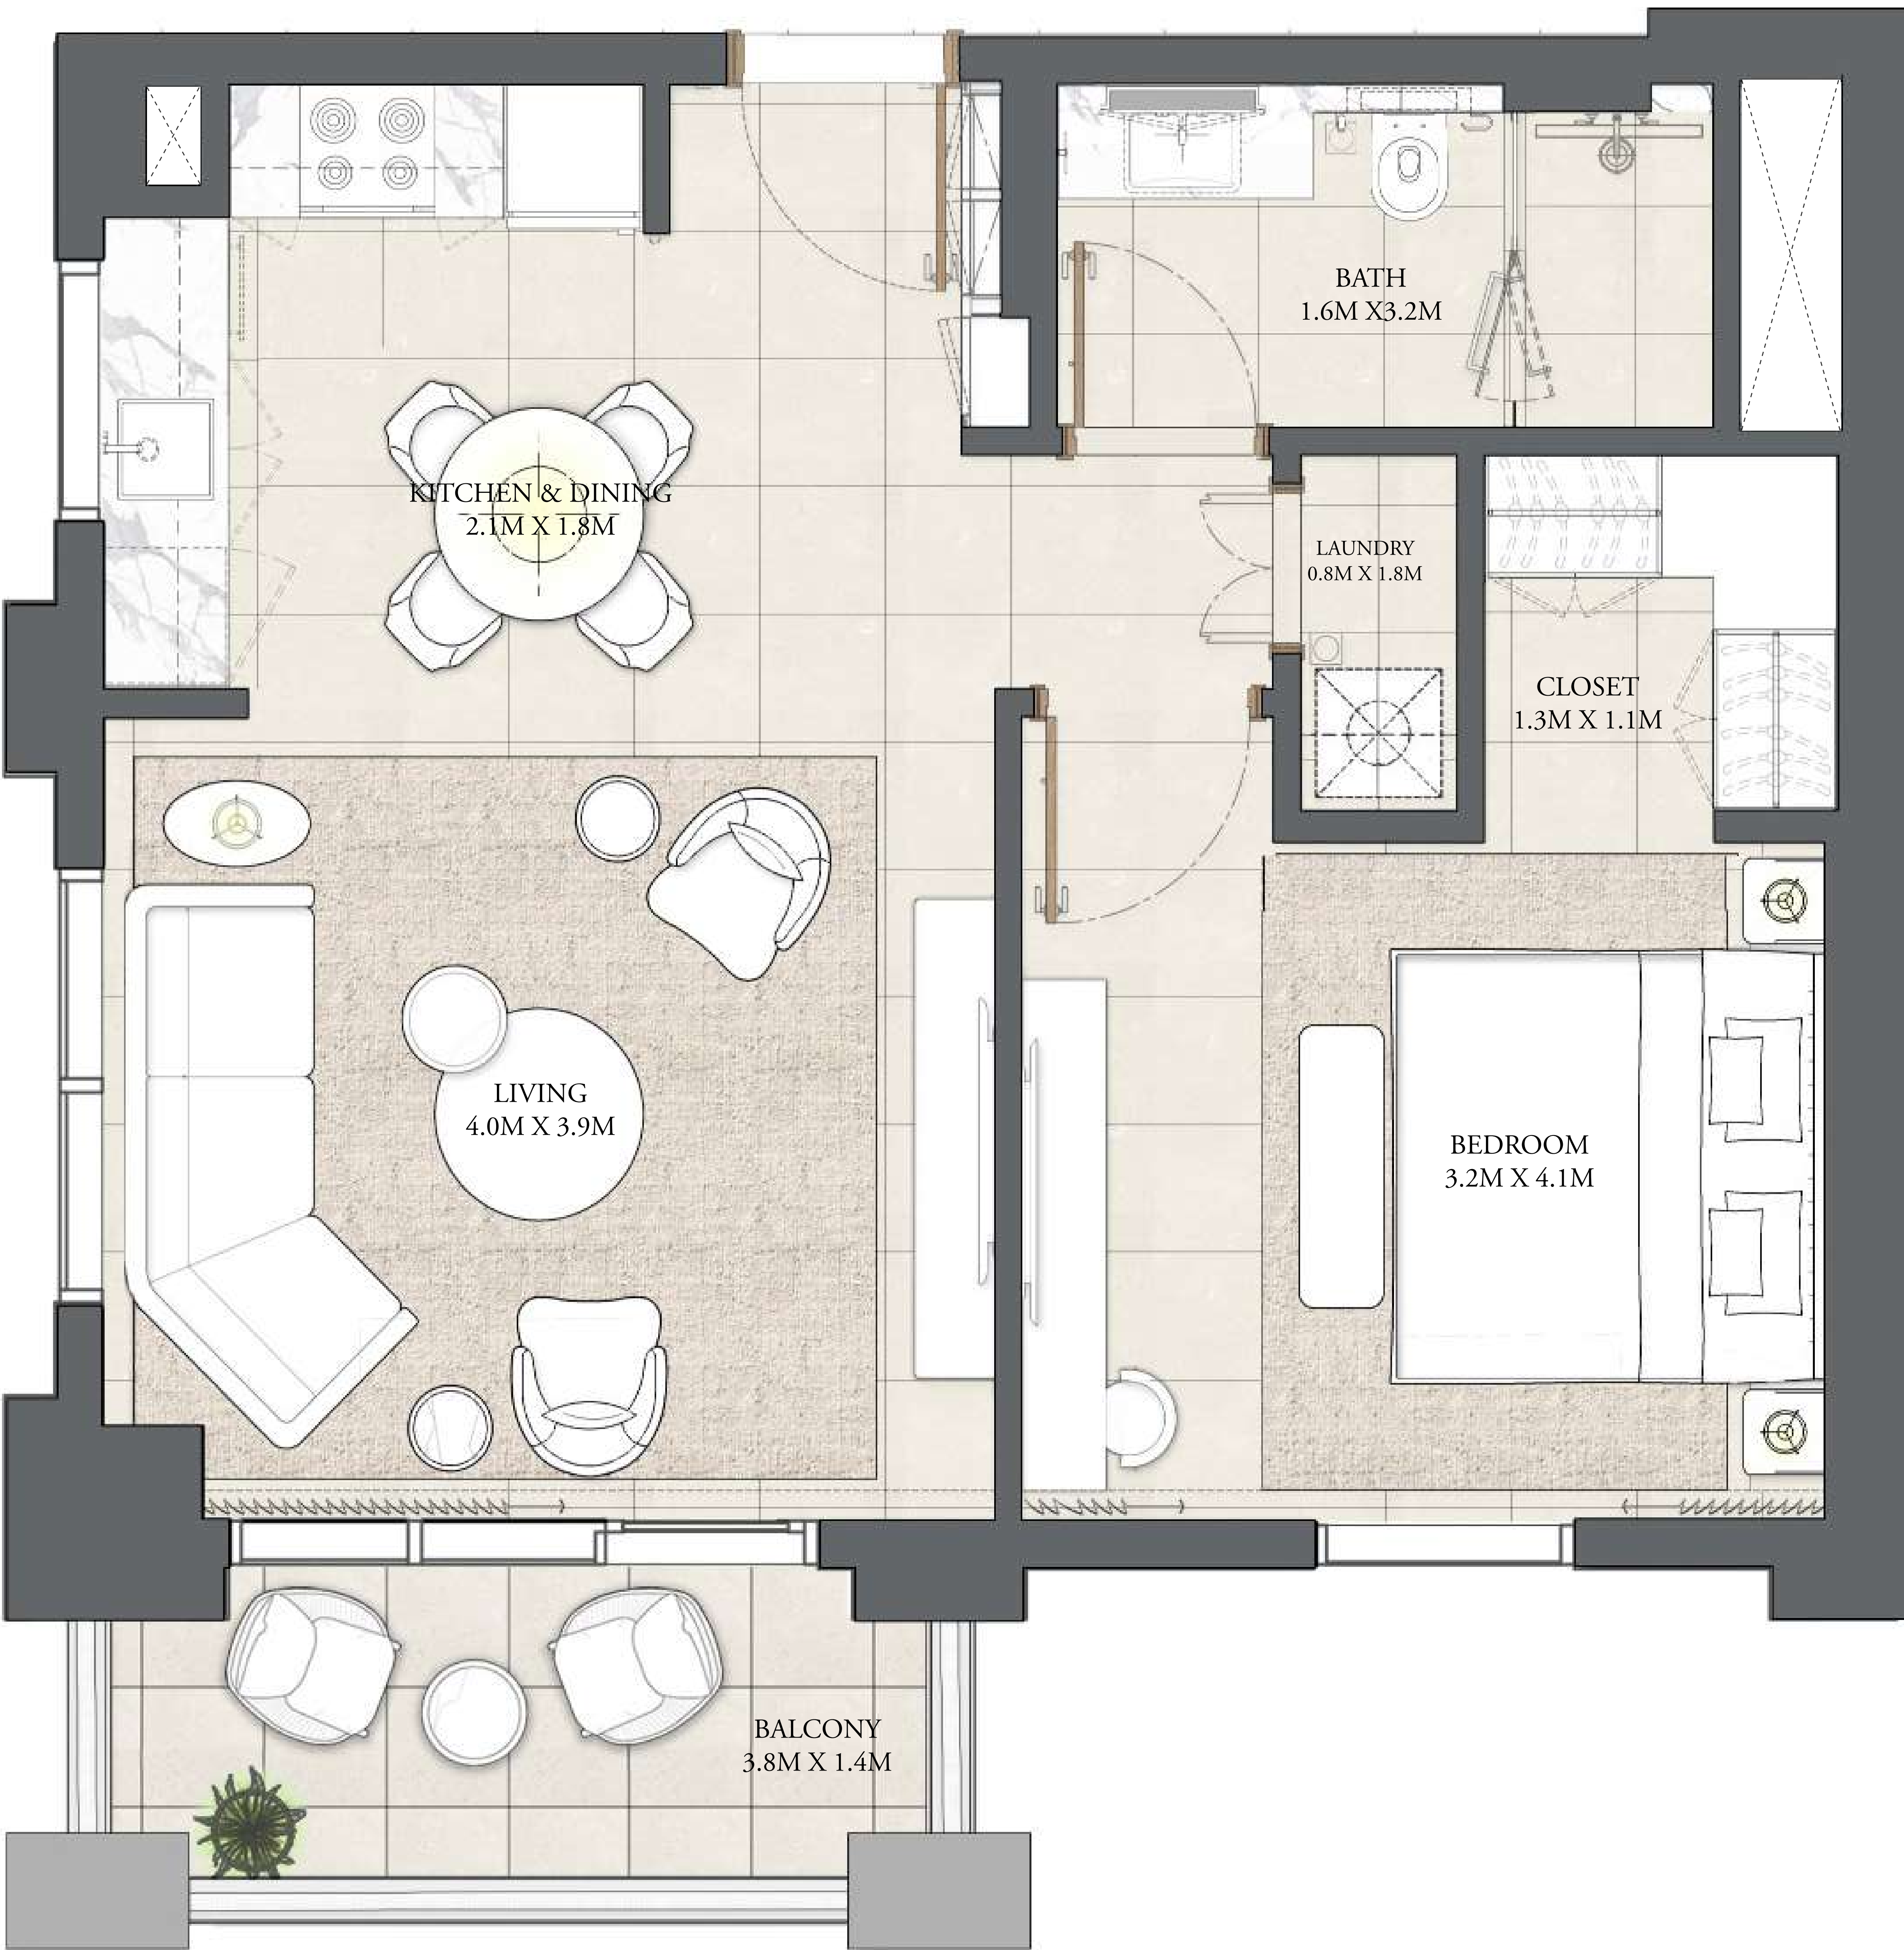 BATH
1.6M X3.2M
KITCHEN & DINING
2.1M X 1.8M
LAUNDRY
0.8M X 1.8M
CLOSET
1.3M X 1.1M
LIVING
4.0M X 3.9M
BEDROOM
3.2M X 4.1M
BALCONY
3.8M X 1.4M